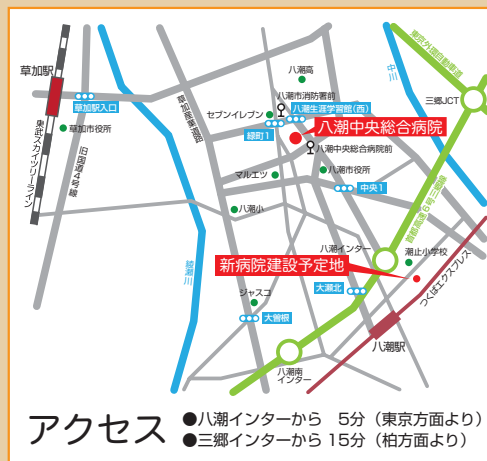 東京外環自動車道
中川
三郷JCT
草加駅
草加駅入口
草加市役所
東武スカイツリーライン
旧国道4号線
草加産業道路
八潮高
八潮市消防署前
セブンイレブン
八潮生涯学習館(西)
緑町1
八潮中央総合病院
八潮中央総合病院前
マルエツ
八潮市役所
中央1
八潮小
首都高速6号三郷線
綾瀬川
八潮インター
潮止小学校
新病院建設予定地
つくばエクスプレス
ジャスコ
大瀬北
大曽根
八潮駅
八潮南
インター
アクセス
●八潮インターから 5分(東京方面より)
●三郷インターから 15分(柏方面より)